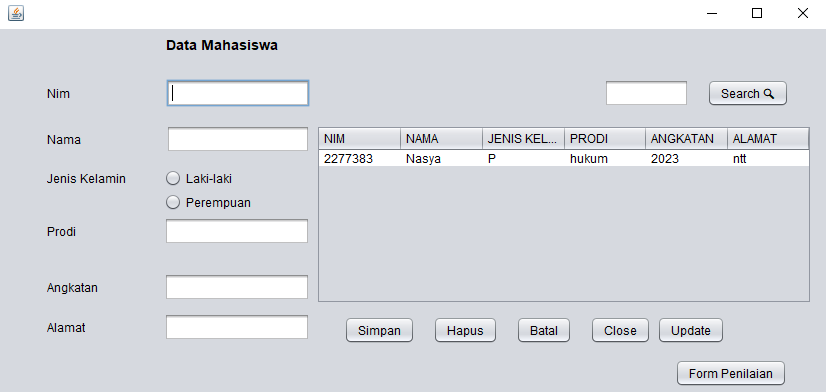 Data Mahasiswa
Nim
Search
Nama
NIM NAMA JENIS KEL... PRODI ANGKATAN ALAMAT
2277383 Nasya P hukum 2023 ntt
Jenis Kelamin Laki-laki
Perempuan
Prodi
Angkatan
Alamat
Simpan Hapus Batal Close Update
Form Penilaian